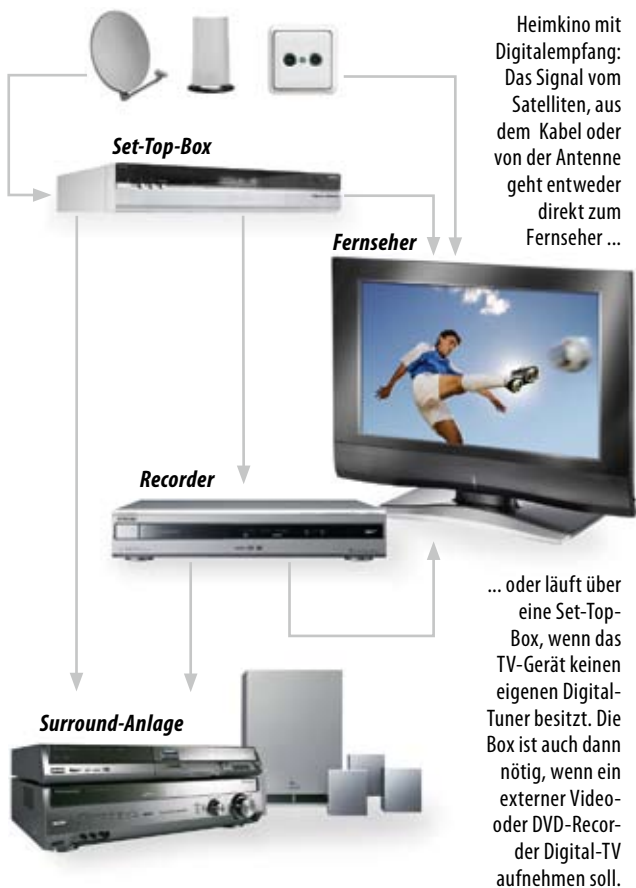 Heimkino mit
Digitalempfang:
Das Signal vom
Satelliten, aus
dem Kabel oder
von der Antenne
geht entweder
direkt zum
Fernseher ...
Set-Top-Box
Fernseher
Recorder
... oder läuft über
eine Set-Top-
Box, wenn das
TV-Gerät keinen
eigenen Digital-
Tuner besitzt. Die
Box ist auch dann
nötig, wenn ein
externer Video-
oder DVD-Recor-
der Digital-TV
aufnehmen soll.
Surround-Anlage